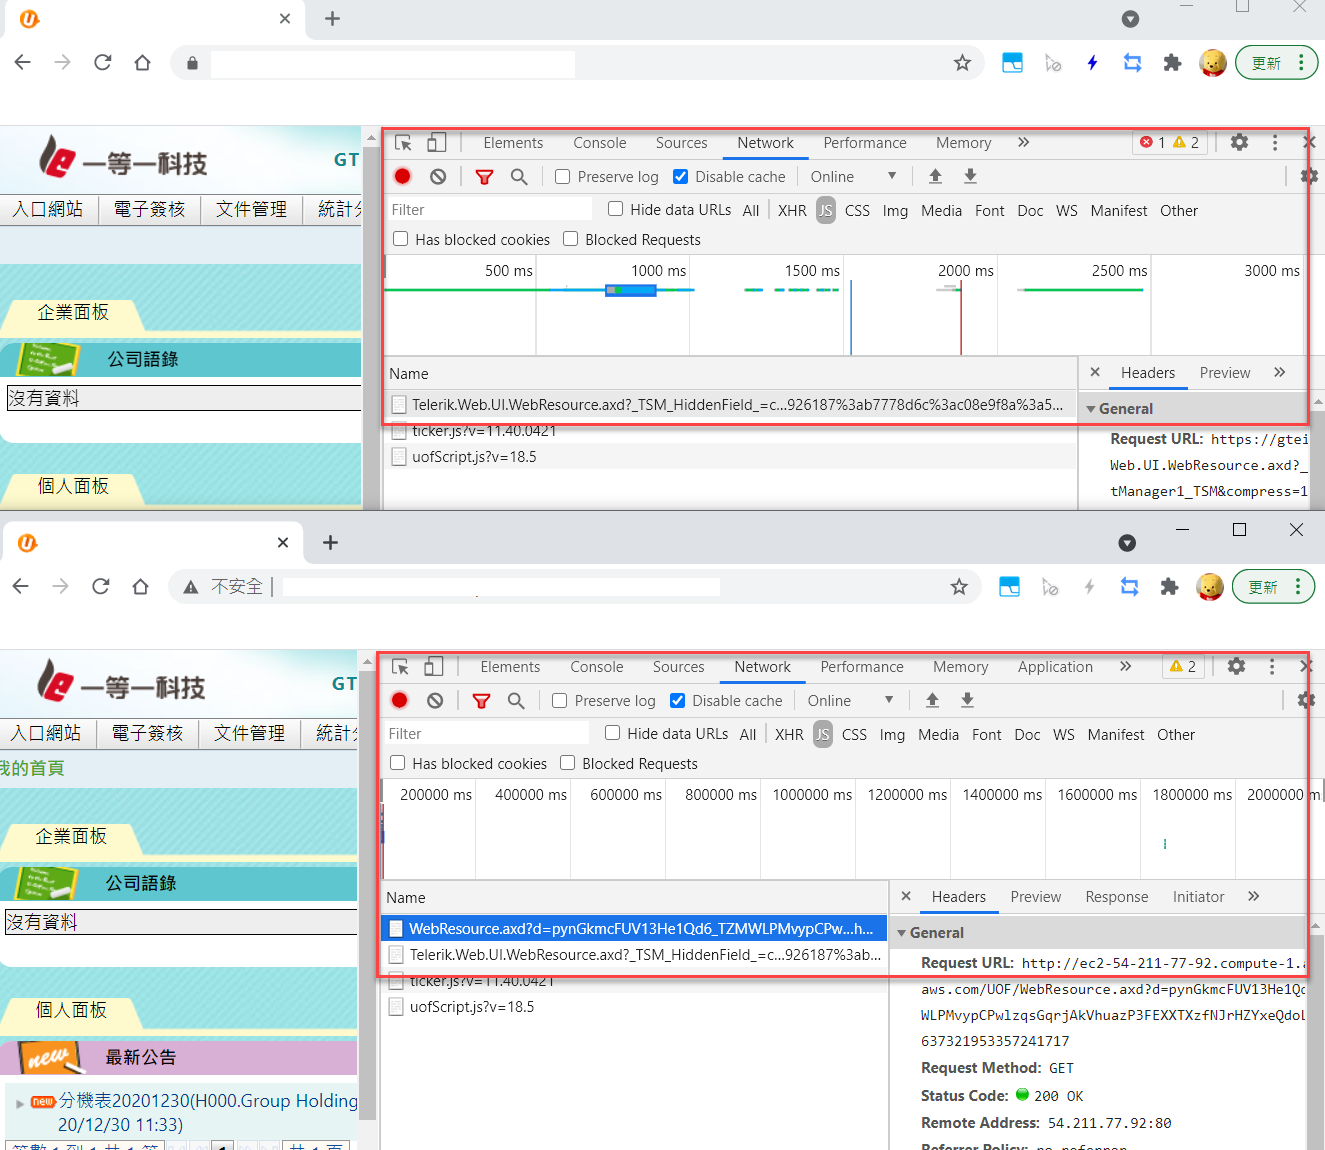 更新
一等一科技
GT
入口網站 電子簽核 文件管理
企業面板
公司語錄
沒有資料
個人面板
Elements Console Sources Network Performance Memory 1 2
Preserve log Disable cache Online
Filter Hide data URLs All XHR JS CSS Img Media Font Doc WS Manifest Other
Has blocked cookies Blocked Requests
500 ms 1000 ms 1500 ms 2000 ms 2500 ms 3000 ms
Name
Telerik.Web.UI.WebResource.axd?_TSM_HiddenField_=c...926187%3ab7778d6c%3ac08e9f8a%3a5...
ticker.js?v=11.40.0421
uofScript.js?v=18.5
Headers Preview
General
Request URL: https://gtei
Web.UI.WebResource.axd?_
tManager1_TSM&compress=1
不安全 更新
一等一科技
GT
入口網站 電子簽核 文件管理
我的首頁
企業面板
公司語錄
沒有資料
個人面板
new 最新公告
new 分機表20201230(H000.Group Holding
20/12/30 11:33)
Elements Console Sources Network Performance Memory Application 2
Preserve log Disable cache Online
Filter Hide data URLs All XHR JS CSS Img Media Font Doc WS Manifest Other
Has blocked cookies Blocked Requests
200000 ms 400000 ms 600000 ms 800000 ms 1000000 ms 1200000 ms 1400000 ms 1600000 ms 1800000 ms 2000000 m
Name
WebResource.axd?d=pynGkmcFUV13He1Qd6_TZMWLPMvypCPw...h...
Telerik.Web.UI.WebResource.axd?_TSM_HiddenField_=c...926187%3ab...
ticker.js?v=11.40.0421
uofScript.js?v=18.5
Headers Preview Response Initiator
General
Request URL: http://ec2-54-211-77-92.compute-1.a
aws.com/UOF/WebResource.axd?d=pynGkmcFUV13He1Qd
WLPMvypCPwlzqsGqrjAkVhuazP3FEXXTXzfNJrHZYxeQdoL
637321953357241717
Request Method: GET
Status Code: 200 OK
Remote Address: 54.211.77.92:80
Referrer Policy: no-referrer